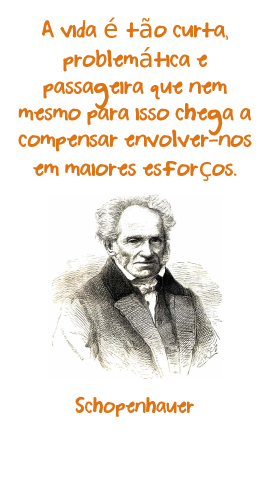 A vida é tão curta,
problemática e
passageira que nem
mesmo para isso chega a
compensar envolver-nos
em maiores esforços.
Schopenhauer